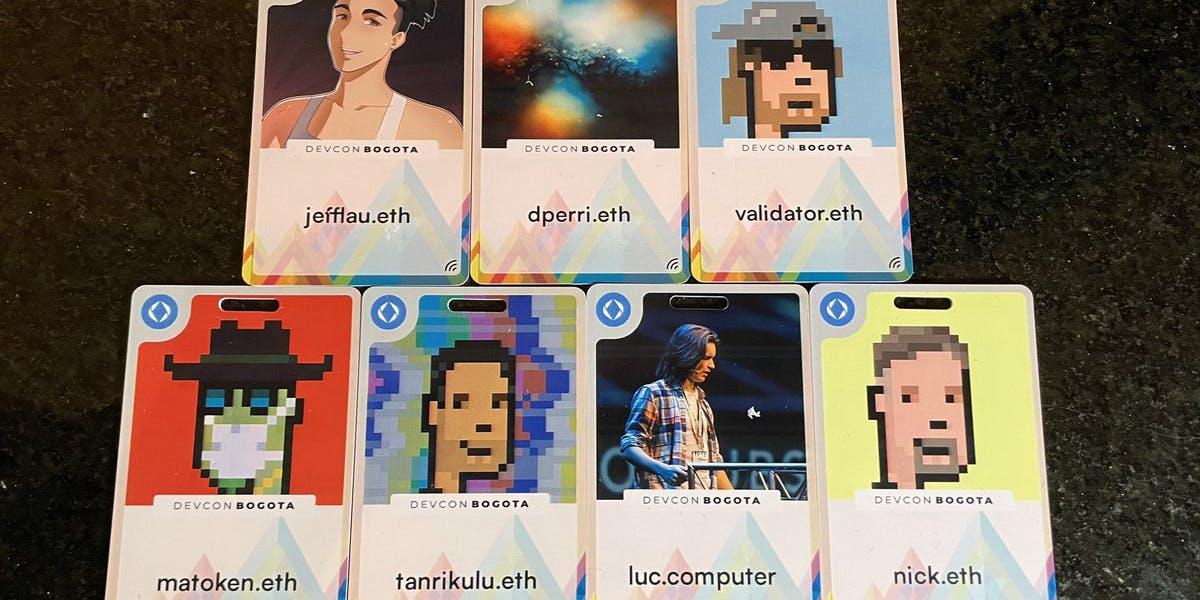 DEVCON BOGOTA
jefflau.eth
DEVCON BOGOTA
dperri.eth
DEVCON BOGOTA
validator.eth
DEVCON BOGOTA
matoken.eth
DEVCON BOGOTA
tanrikulu.eth
DEVCON BOGOTA
luc.computer
DEVCON BOGOTA
nick.eth